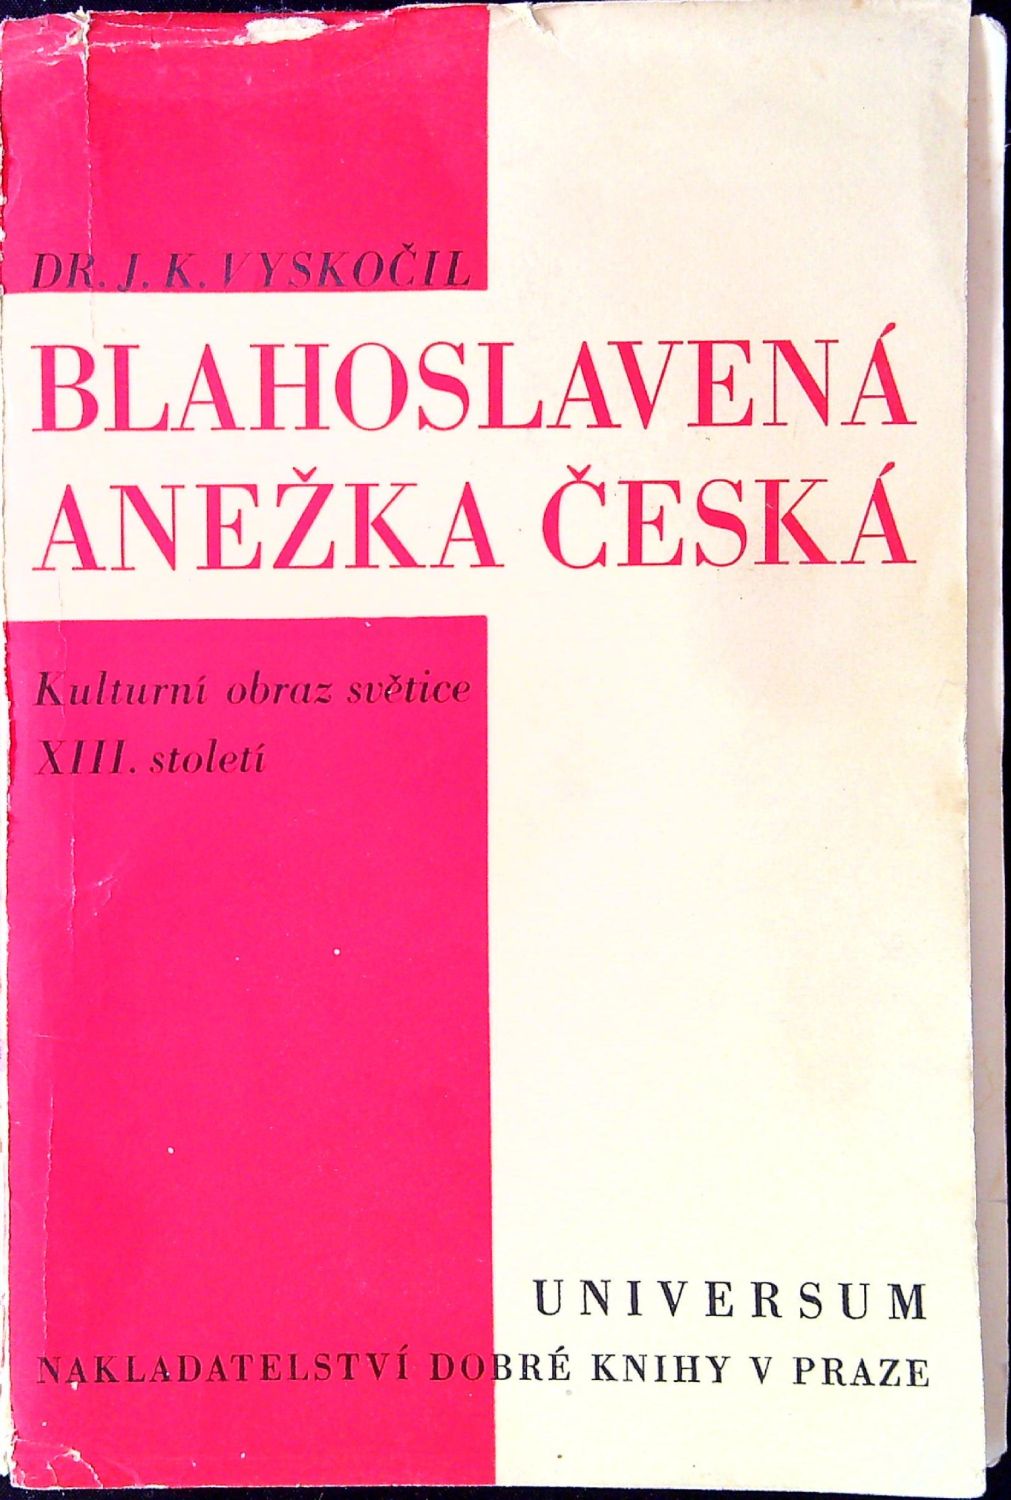 DR. J. K. VYSKOČIL
BLAHOSLAVENÁ
ANEŽKA ČESKÁ
Kulturní obraz světice
XIII. století
UNIVERSUM
NAKLADATELSTVÍ DOBRÉ KNIHY V PRAZE